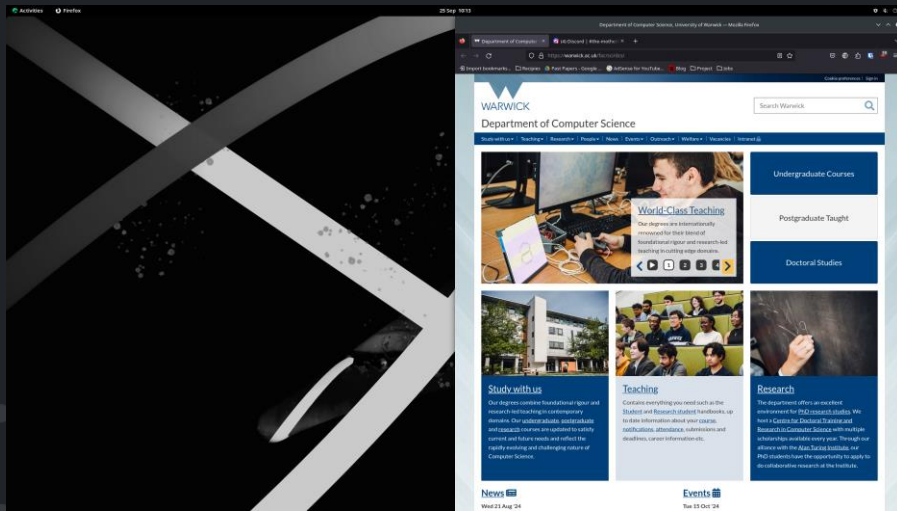 Activities Firefox 25 Sep 10:13
Department of Computer Science, University of Warwick — Mozilla Firefox
Department of Computer
https://warwick.ac.uk/fac/sci/dcs/
Import bookmarks... Recipes Past Papers - Google... AdSense for YouTube... Blog Project Jobs
Cookie preferences | Sign in
WARWICK
Search Warwick
Department of Computer Science
Study with us Teaching Research People News Events Outreach Welfare Vacancies Intranet
World-Class Teaching
Our degrees are internationally
renowned for their blend of
foundational rigour and research-led
teaching in cutting edge domains.
1 2 3 4
Undergraduate Courses
Postgraduate Taught
Doctoral Studies
Study with us
Our degrees combine foundational rigour and
research-led teaching in contemporary
domains. Our undergraduate, postgraduate
and research courses are updated to satisfy
current and future needs and reflect the
rapidly evolving and challenging nature of
Computer Science.
Teaching
Contains everything you need such as the
Student and Research student handbooks, up
to date information about your course,
notifications, attendance, submissions and
deadlines, career information etc.
Research
The department offers an excellent
environment for PhD research studies. We
host a Centre for Doctoral Training and
Research in Computer Science with multiple
scholarships available every year. Through our
alliance with the Alan Turing Institute, our
PhD students have the opportunity to apply to
do collaborative research at the Institute.
News
Wed 21 Aug '24
Events
Tue 15 Oct '24